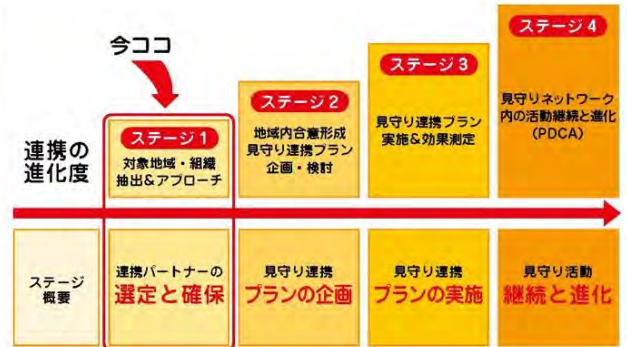 今ココ
連携の
進化度
ステージ 1
対象地域・組織
抽出&アプローチ
ステージ 2
地域内合意形成
見守り連携プラン
企画・検討
ステージ 3
見守り連携プラン
実施&効果測定
ステージ 4
見守りネットワーク
内の活動継続と進化
(PDCA)
ステージ
概要
連携パートナーの
選定と確保
見守り連携
プランの企画
見守り連携
プランの実施
見守り活動
継続と進化